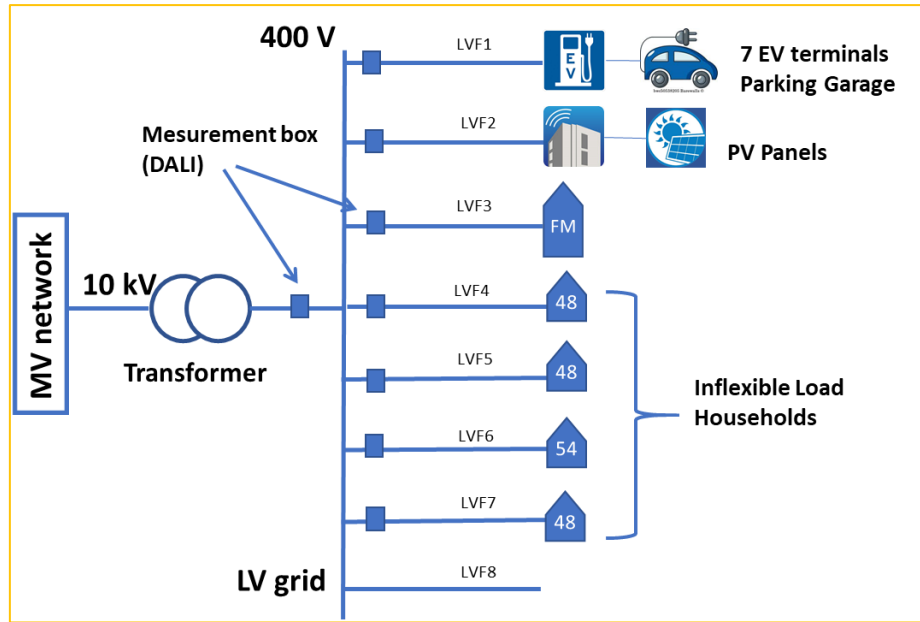 400 V
LVF1
EV
7 EV terminals
Parking Garage
Mesurement box
(DALI)
LVF2
PV Panels
LVF3
FM
MV network
10 kV
Transformer
LVF4
48
LVF5
48
Inflexible Load
Households
LVF6
54
LVF7
48
LV grid
LVF8